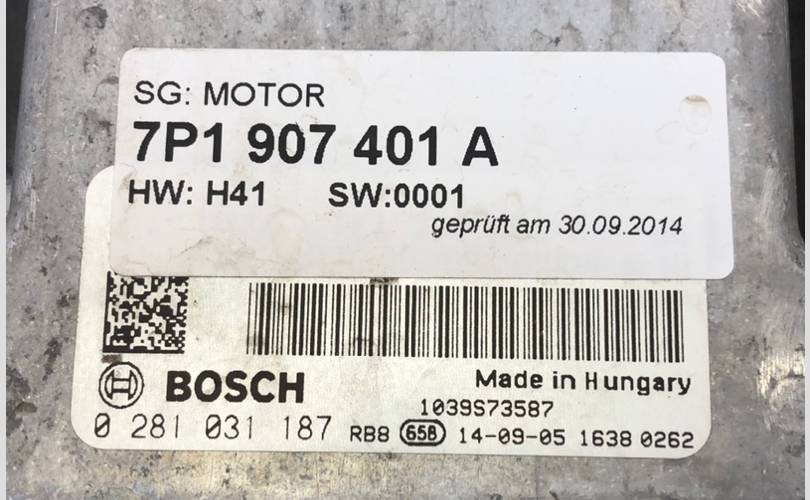 SG: MOTOR
7P1 907 401 A
HW: H41 SW:0001
geprüft am 30.09.2014
BOSCH
Made in Hungary
1039S73587
0 281 031 187 RB8 65B 14-09-05 1638 0262